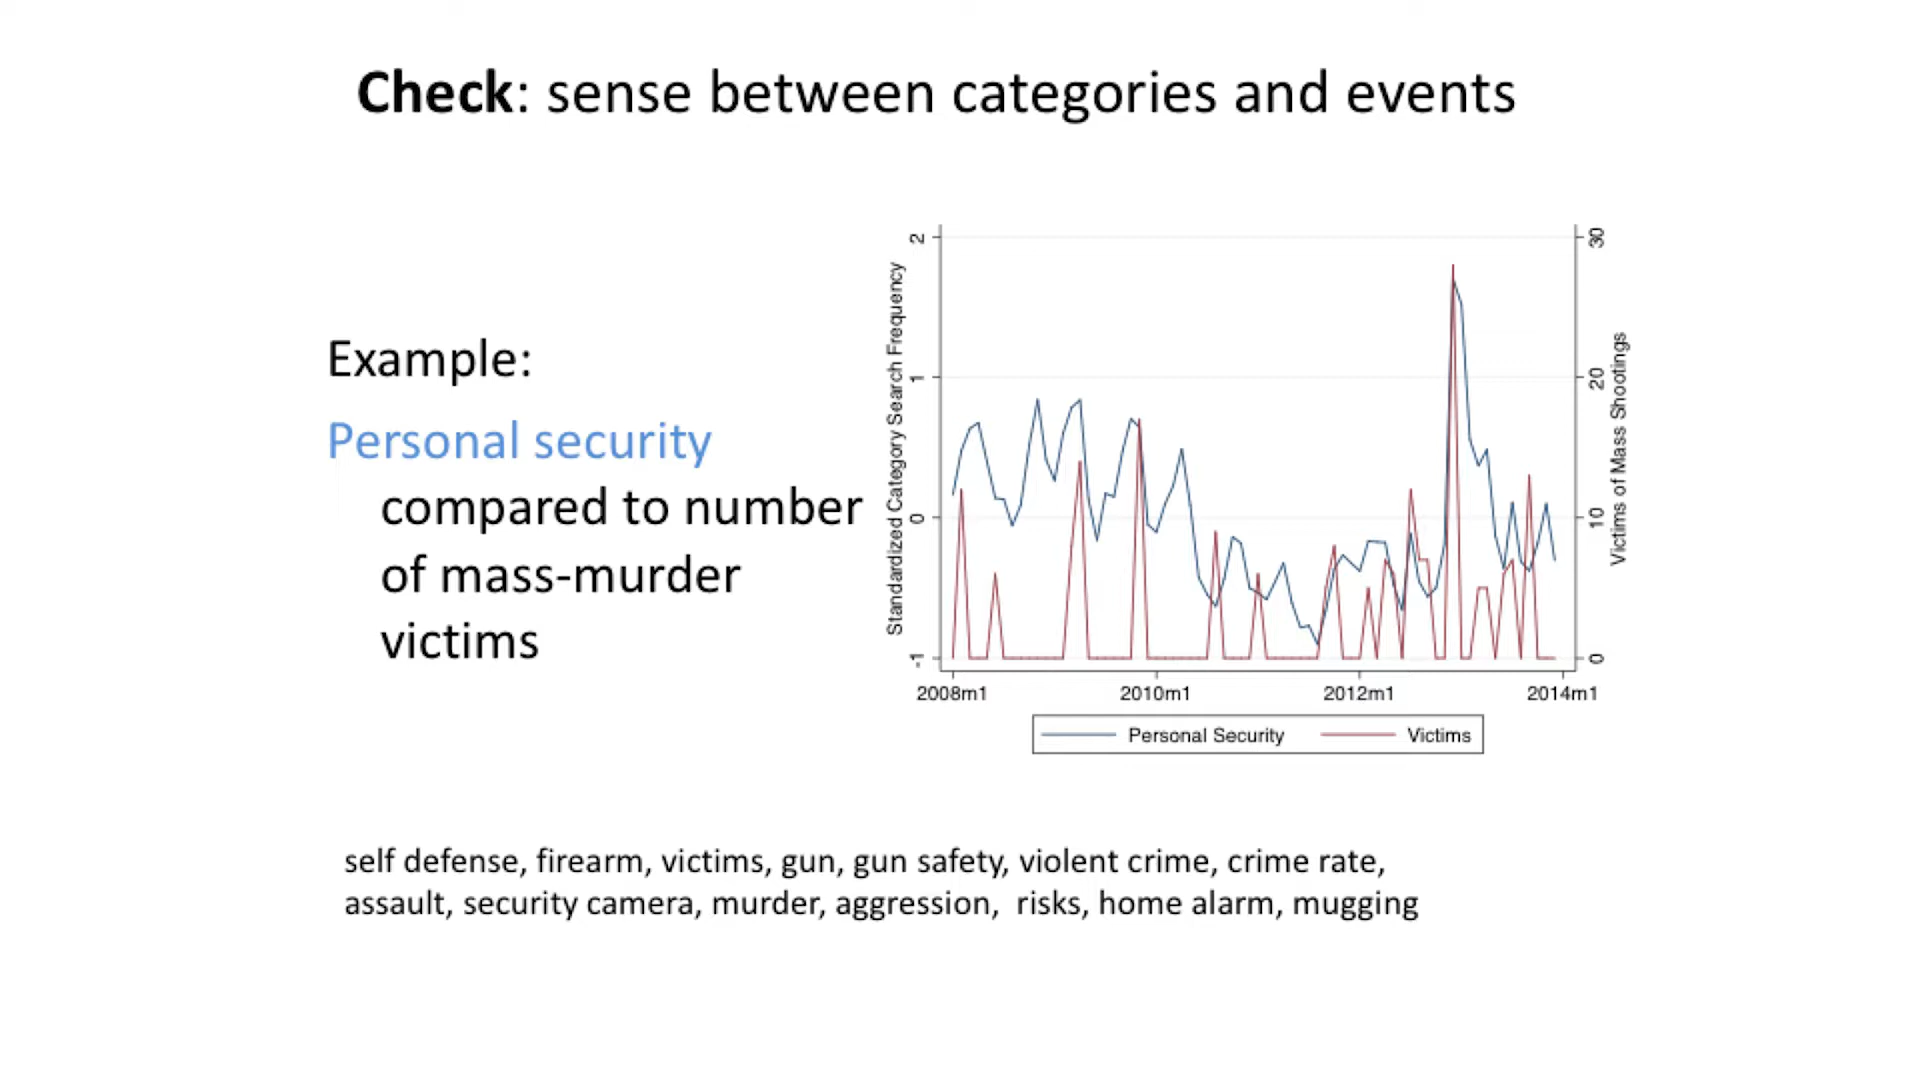 Check: sense between categories and events
Example:
Personal security
compared to number
of mass-murder
victims
Standardized Category Search Frequency
2
1
0
-1
30
20
10
0
Victims of Mass Shootings
2008m1 2010m1 2012m1 2014m1
Personal Security Victims
self defense, firearm, victims, gun, gun safety, violent crime, crime rate,
assault, security camera, murder, aggression, risks, home alarm, mugging